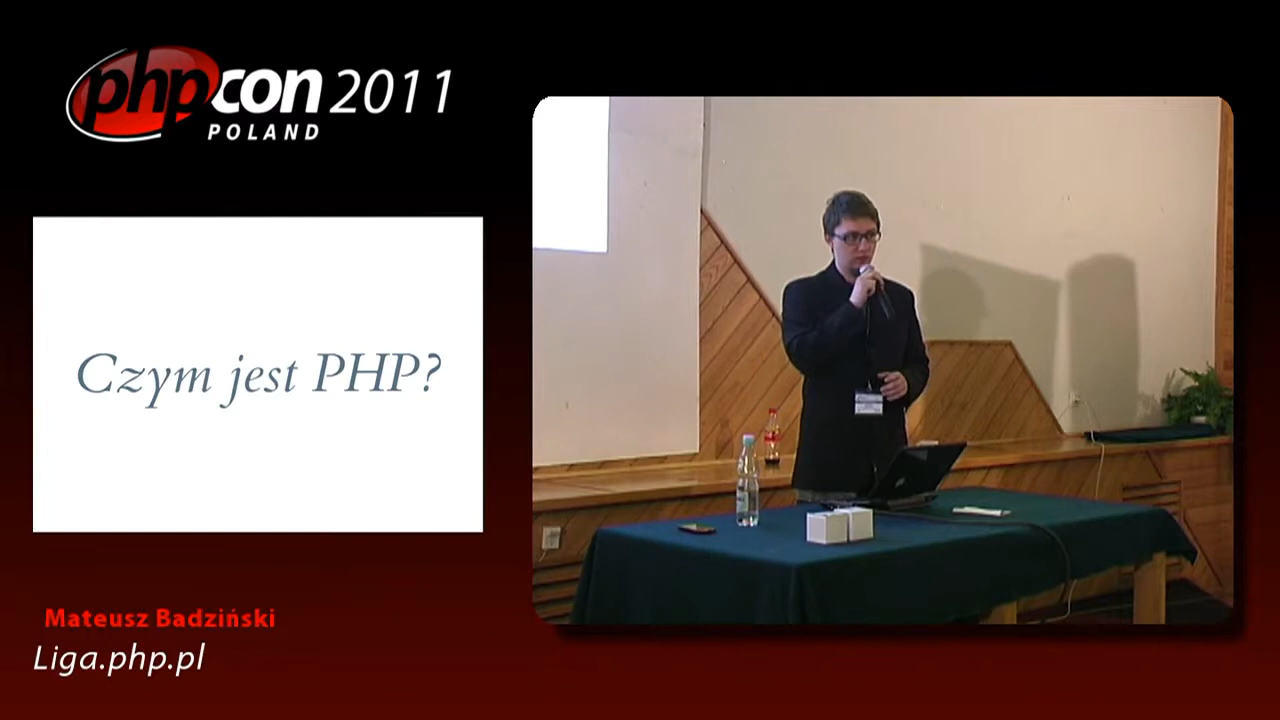 phpcon 2011
POLAND
Czym jest PHP?
Mateusz Badziński
Liga.php.pl